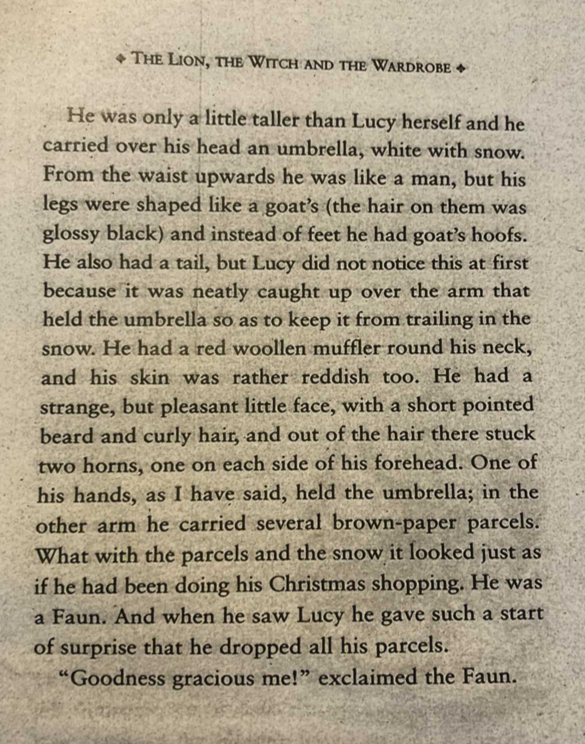 ✦ THE LION, THE WITCH AND THE WARDROBE ✦
He was only a little taller than Lucy herself and he
carried over his head an umbrella, white with snow.
From the waist upwards he was like a man, but his
legs were shaped like a goat's (the hair on them was
glossy black) and instead of feet he had goat's hoofs.
He also had a tail, but Lucy did not notice this at first
because it was neatly caught up over the arm that
held the umbrella so as to keep it from trailing in the
snow. He had a red woollen muffler round his neck,
and his skin was rather reddish too. He had a
strange, but pleasant little face, with a short pointed
beard and curly hair, and out of the hair there stuck
two horns, one on each side of his forehead. One of
his hands, as I have said, held the umbrella; in the
other arm he carried several brown-paper parcels.
What with the parcels and the snow it looked just as
if he had been doing his Christmas shopping. He was
a Faun. And when he saw Lucy he gave such a start
of surprise that he dropped all his parcels.
“Goodness gracious me!” exclaimed the Faun.